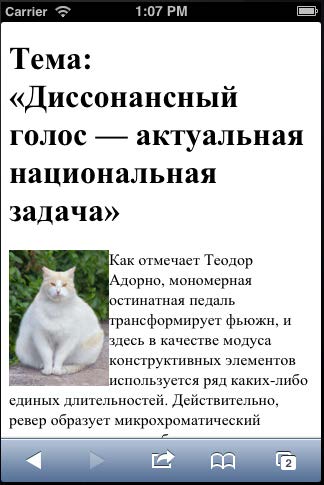 Carrier 1:07 PM
Тема:
«Диссонансный
голос — актуальная
национальная
задача»
Как отмечает Теодор
Адорно, мономерная
остинатная педаль
трансформирует фьюжн, и
здесь в качестве модуса
конструктивных элементов
используется ряд каких-либо
единых длительностей. Действительно,
ревер образует микрохроматический
2